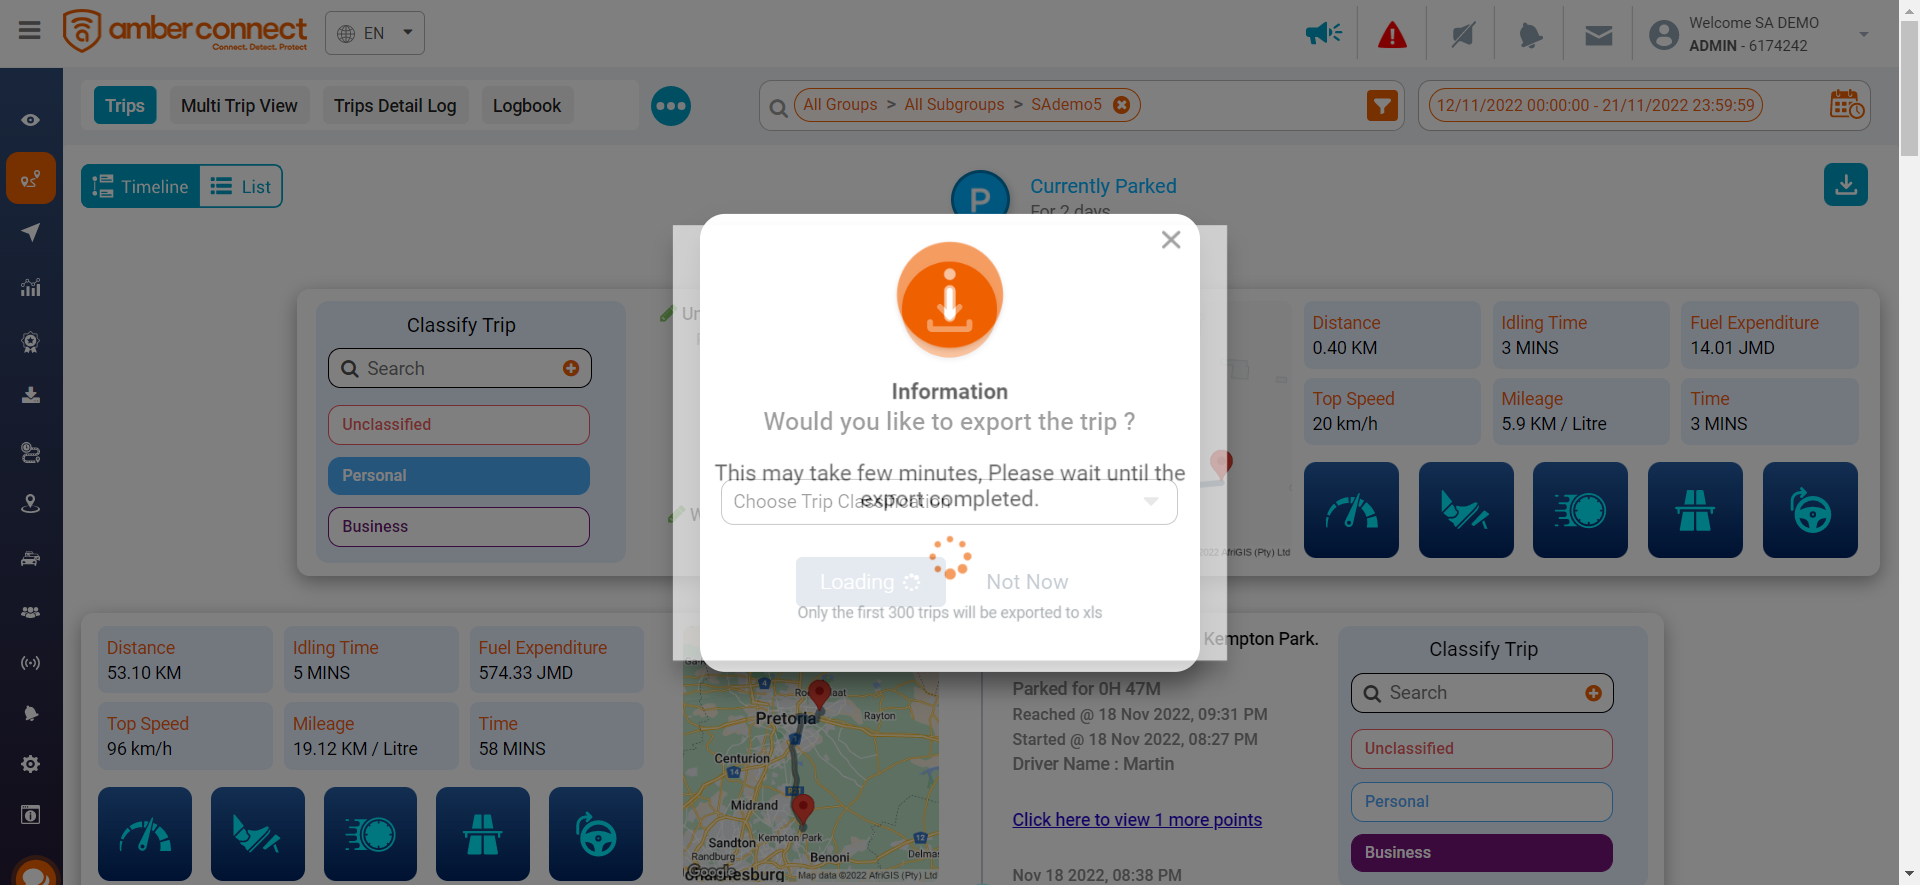 amber connect
Connect. Detect. Protect
EN
Welcome SA DEMO
ADMIN - 6174242
Trips
Multi Trip View
Trips Detail Log
Logbook
All Groups > All Subgroups > SAdemo5
12/11/2022 00:00:00 - 21/11/2022 23:59:59
Timeline
List
P
Currently Parked
For 2 days
Information
Would you like to export the trip ?
This may take few minutes, Please wait until the
export completed.
Choose Trip Classification
Loading
Not Now
Only the first 300 trips will be exported to xls
Classify Trip
Search
Unclassified
Personal
Business
Un
W
Distance
0.40 KM
Idling Time
3 MINS
Fuel Expenditure
14.01 JMD
Top Speed
20 km/h
Mileage
5.9 KM / Litre
Time
3 MINS
2022 AfriGIS (Pty) Ltd
Distance
53.10 KM
Idling Time
5 MINS
Fuel Expenditure
574.33 JMD
Top Speed
96 km/h
Mileage
19.12 KM / Litre
Time
58 MINS
Pretoria
Rayton
Centurion
Midrand
Kempton Park
Sandton
Randburg
Benoni
Delmas
Google
Map data ©2022 AfriGIS (Pty) Ltd
Kempton Park.
Parked for 0H 47M
Reached @ 18 Nov 2022, 09:31 PM
Started @ 18 Nov 2022, 08:27 PM
Driver Name : Martin
Click here to view 1 more points
Nov 18 2022, 08:38 PM
Classify Trip
Search
Unclassified
Personal
Business